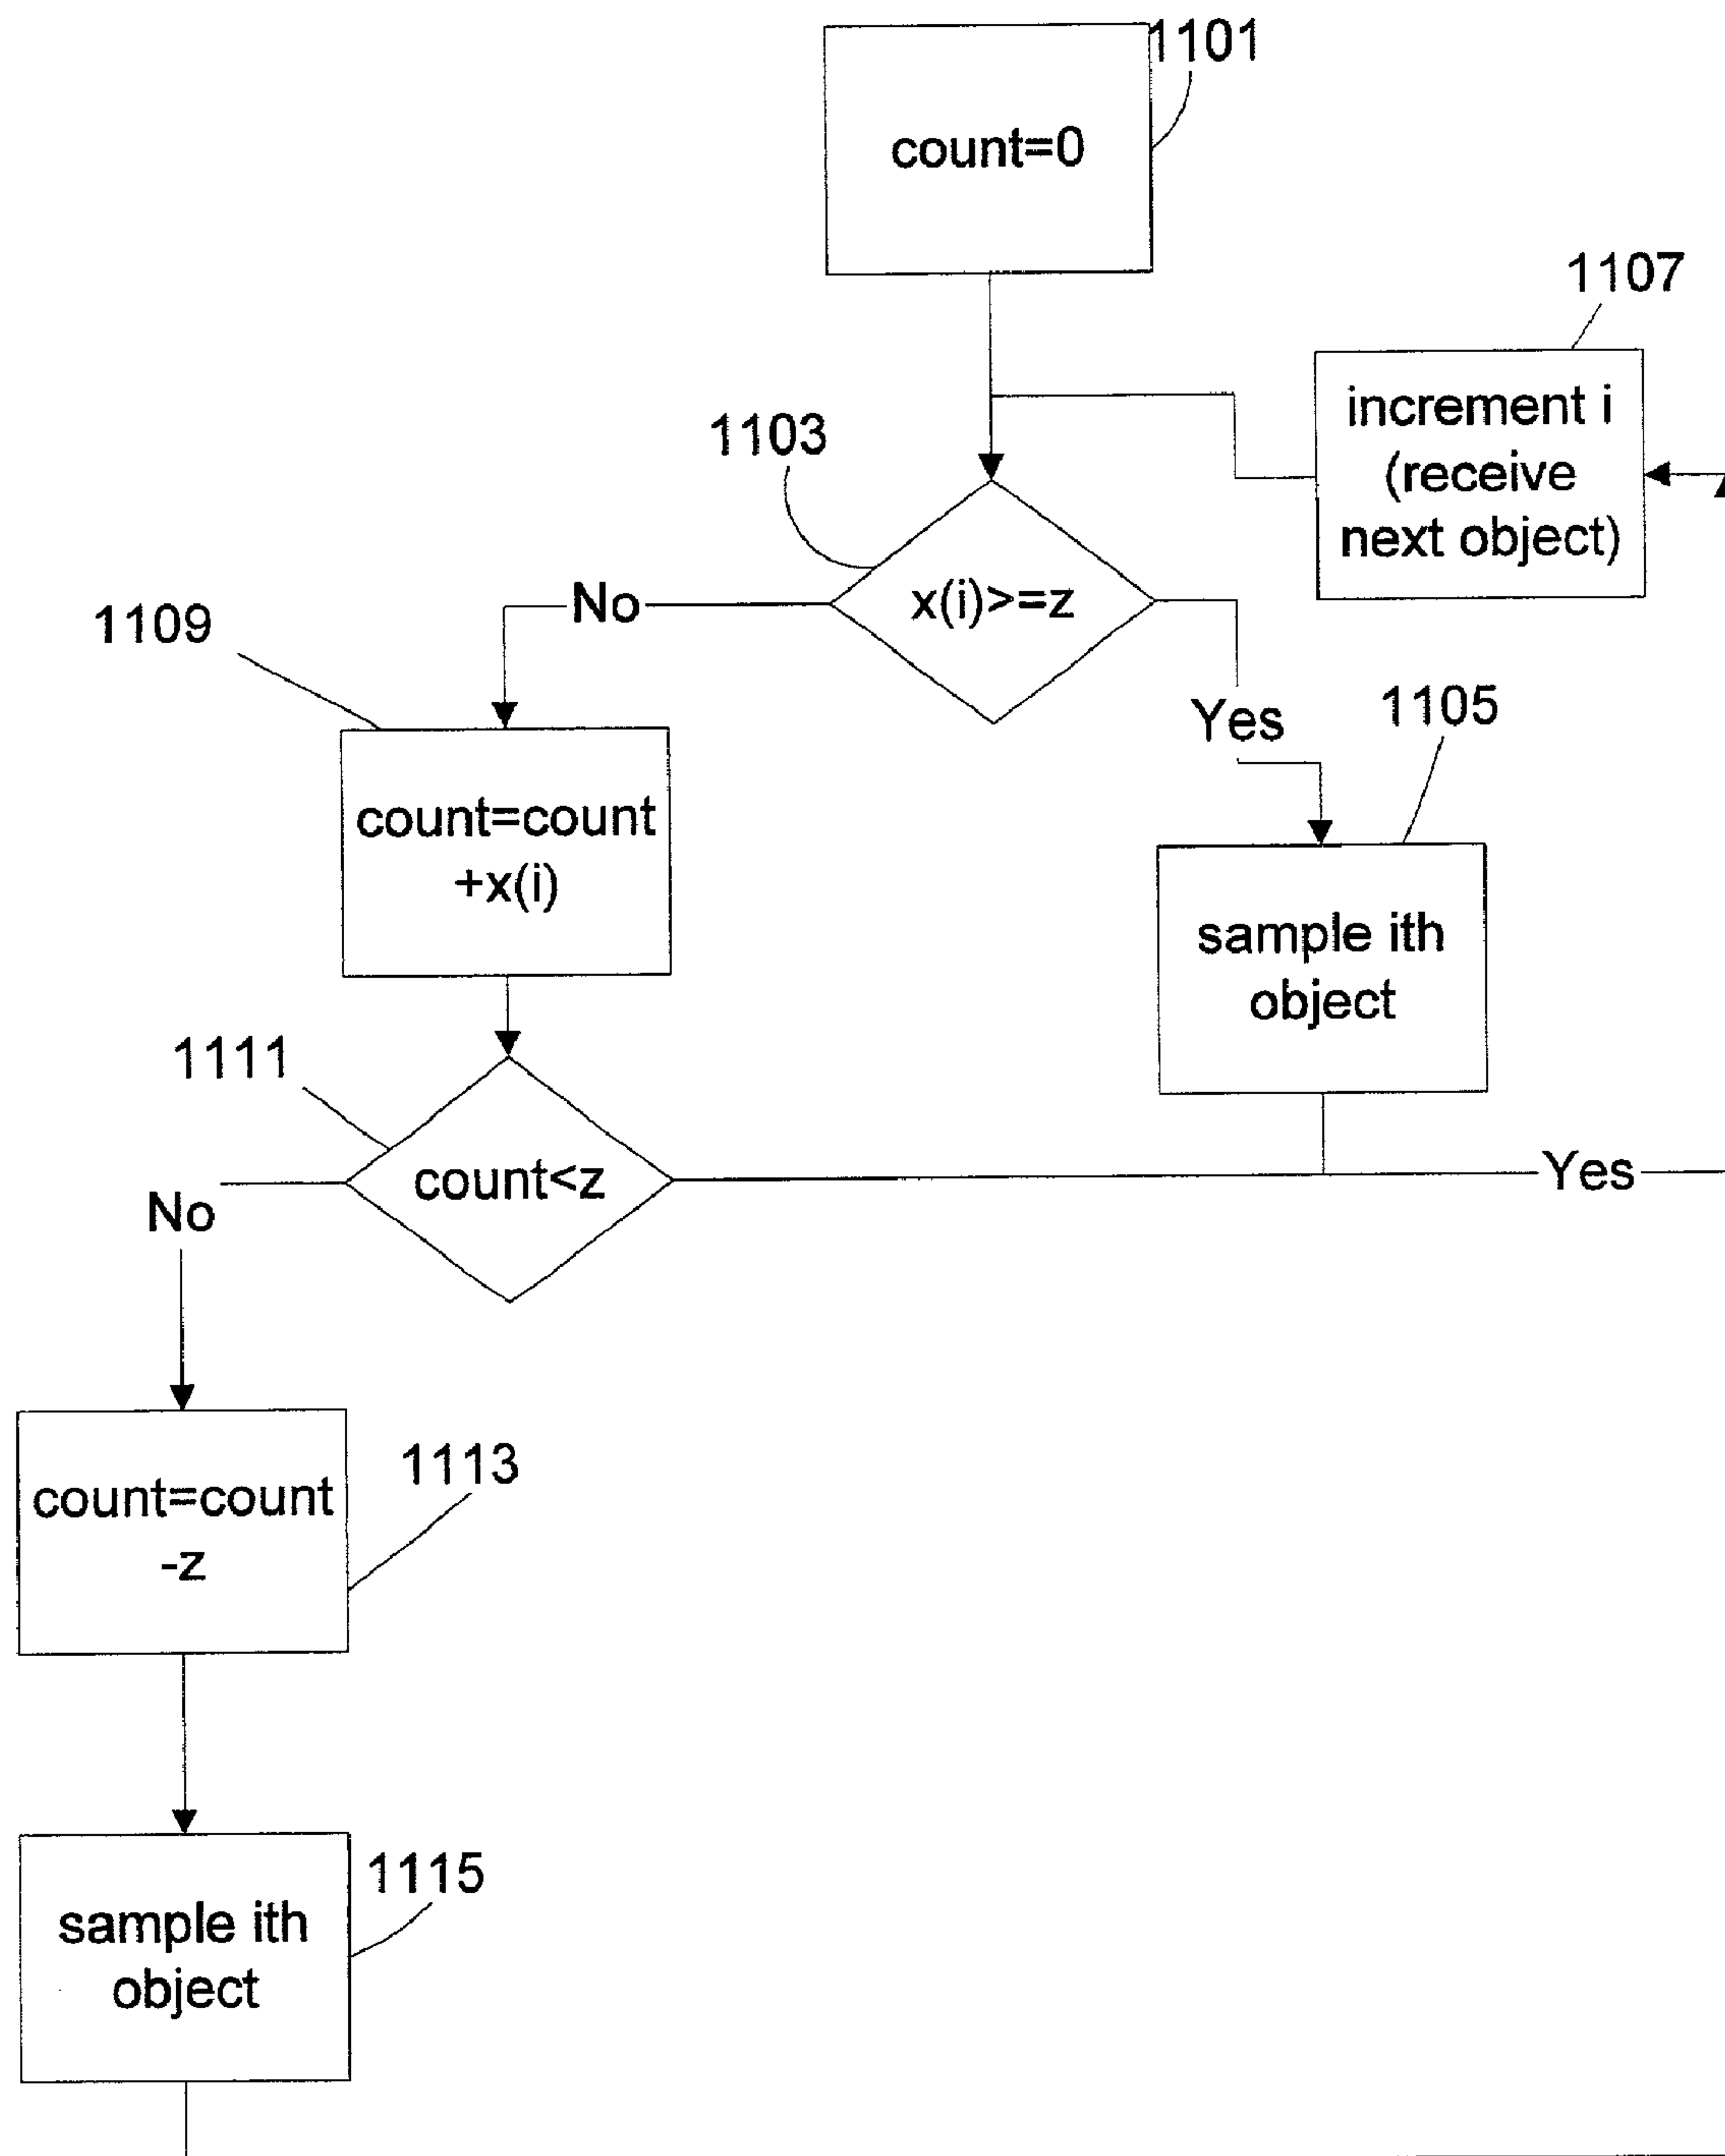 1101
count=0
1107
increment i
(receive
next object)
1103
x(i)>=z
No
Yes
1109
count=count
+x(i)
1105
sample ith
object
1111
count<z
Yes
No
1113
count=count
-z
1115
sample ith
object